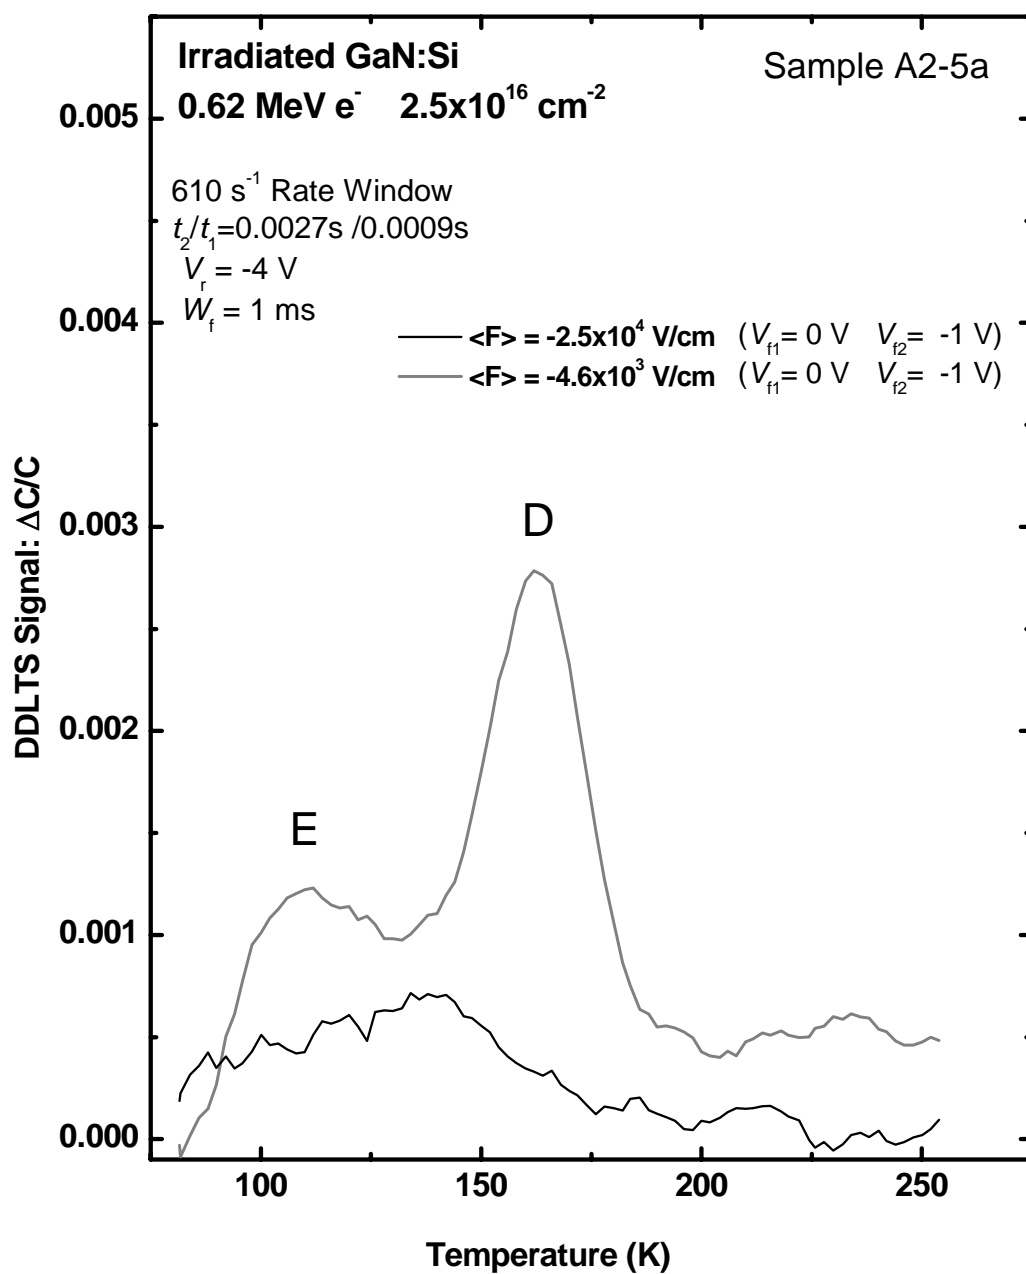 Irradiated GaN:Si
Sample A2-5a
0.62 MeV e⁻ 2.5x10¹⁶ cm⁻²
610 s⁻¹ Rate Window
t₂/t₁=0.0027s /0.0009s
Vᵣ = -4 V
W_f = 1 ms
<F> = -2.5x10⁴ V/cm (V_f1= 0 V V_f2= -1 V)
<F> = -4.6x10³ V/cm (V_f1= 0 V V_f2= -1 V)
D
E
DDLTS Signal: ΔC/C
0.005
0.004
0.003
0.002
0.001
0.000
100 150 200 250
Temperature (K)